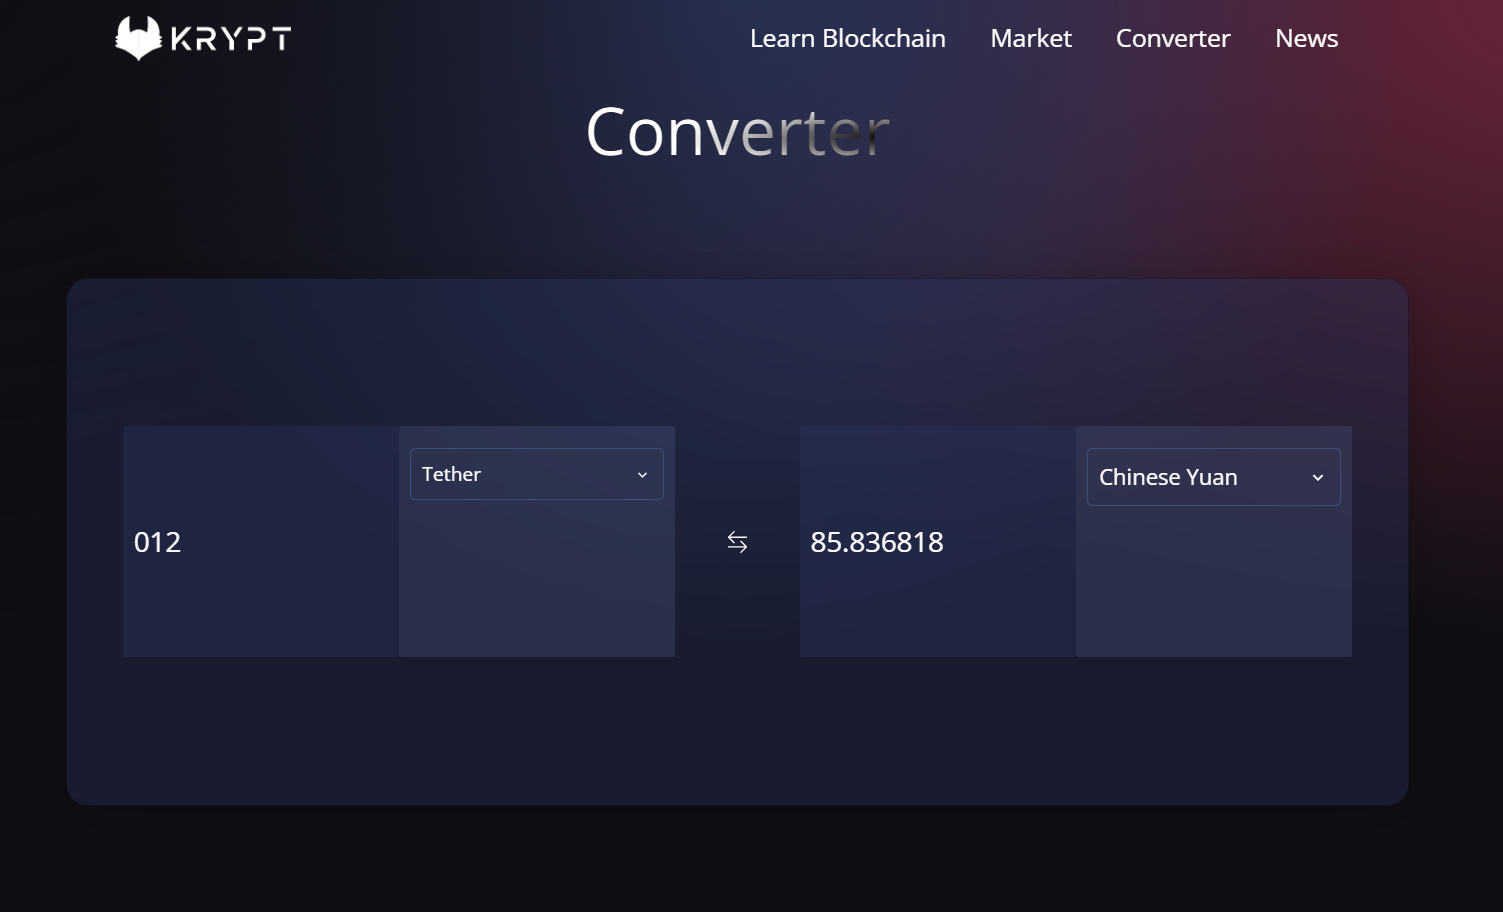 KRYPT
Learn Blockchain Market Converter News
Converter
Tether
Chinese Yuan
012
85.836818